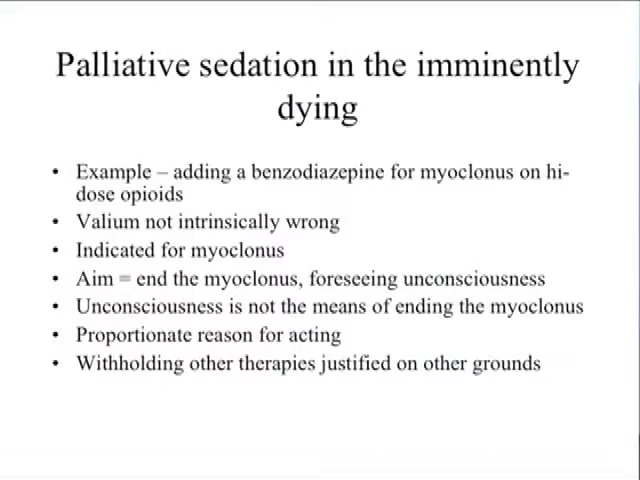 Palliative sedation in the imminently
dying
• Example – adding a benzodiazepine for myoclonus on hi-
dose opioids
• Valium not intrinsically wrong
• Indicated for myoclonus
• Aim = end the myoclonus, foreseeing unconsciousness
• Unconsciousness is not the means of ending the myoclonus
• Proportionate reason for acting
• Withholding other therapies justified on other grounds